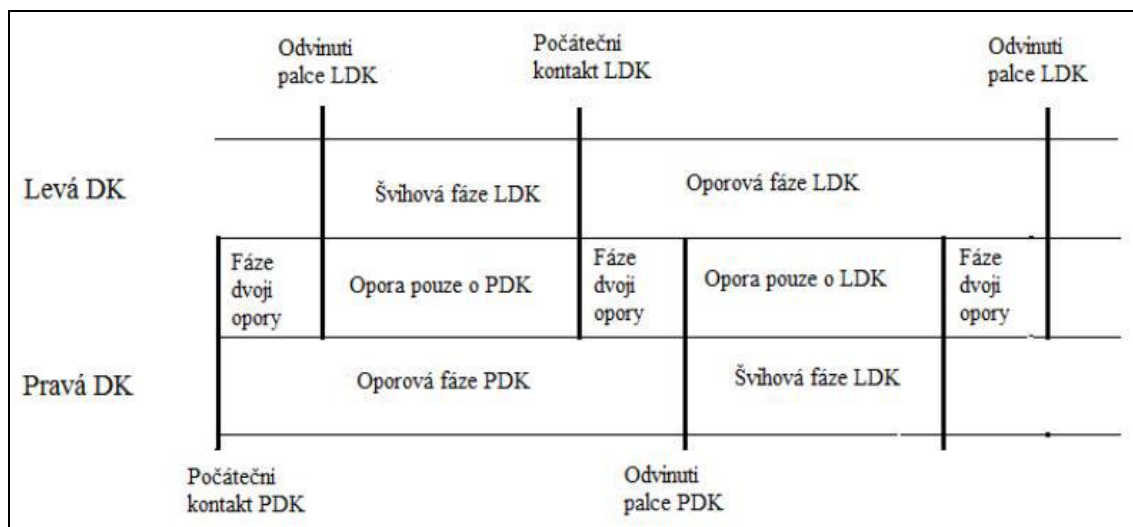 Odvinutí
palce LDK
Počáteční
kontakt LDK
Odvinutí
palce LDK
Levá DK
Švihová fáze LDK
Oporová fáze LDK
Fáze
dvojí
opory
Opora pouze o PDK
Fáze
dvojí
opory
Opora pouze o LDK
Fáze
dvojí
opory
Pravá DK
Oporová fáze PDK
Švihová fáze LDK
Počáteční
kontakt PDK
Odvinutí
palce PDK